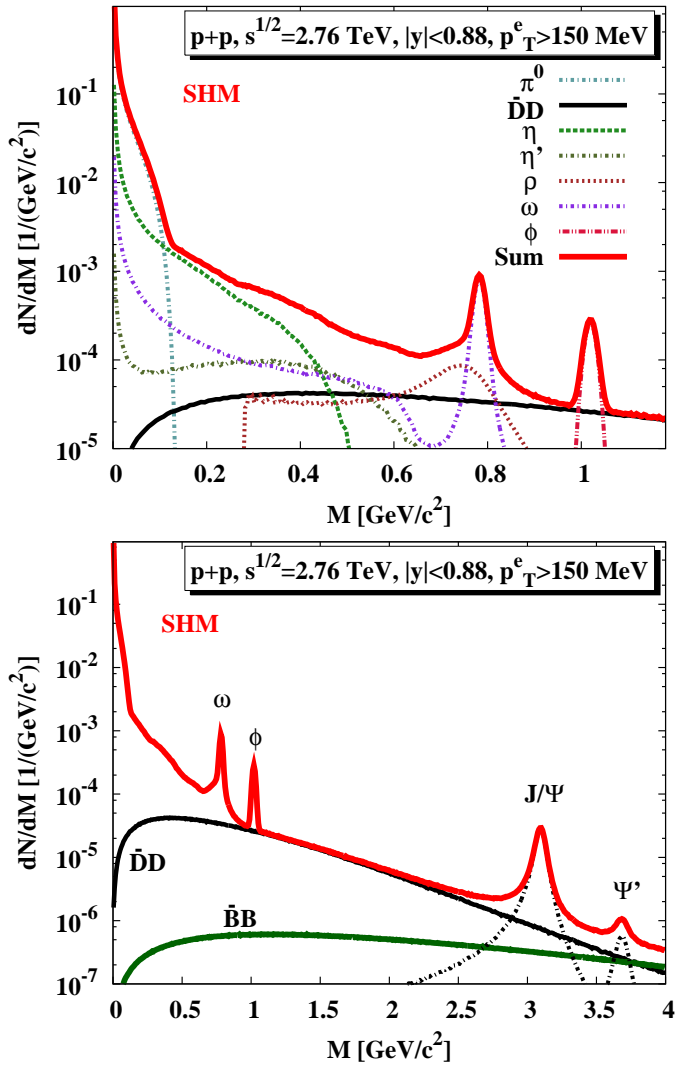 p+p, s^1/2=2.76 TeV, |y|<0.88, p^e_T>150 MeV
SHM
π^0
D̄D
η
η’
ρ
ω
ϕ
Sum
dN/dM [1/(GeV/c^2)]
10^-1
10^-2
10^-3
10^-4
10^-5
0 0.2 0.4 0.6 0.8 1
M [GeV/c^2]
p+p, s^1/2=2.76 TeV, |y|<0.88, p^e_T>150 MeV
SHM
ω
ϕ
J/Ψ
Ψ’
D̄D
B̄B
dN/dM [1/(GeV/c^2)]
10^-1
10^-2
10^-3
10^-4
10^-5
10^-6
10^-7
0 0.5 1 1.5 2 2.5 3 3.5 4
M [GeV/c^2]